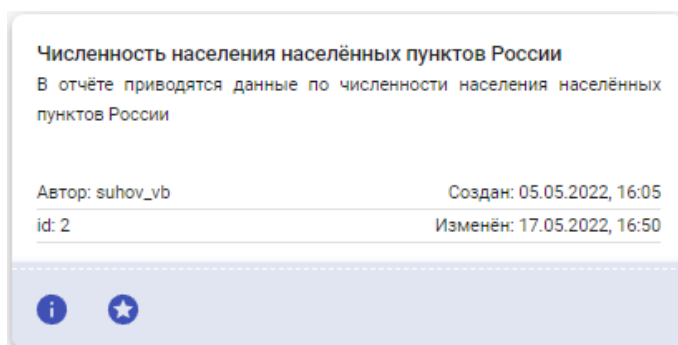 Численность населения населённых пунктов России
В отчёте приводятся данные по численности населения населённых
пунктов России
Автор: suhov_vb Создан: 05.05.2022, 16:05
id: 2 Изменён: 17.05.2022, 16:50